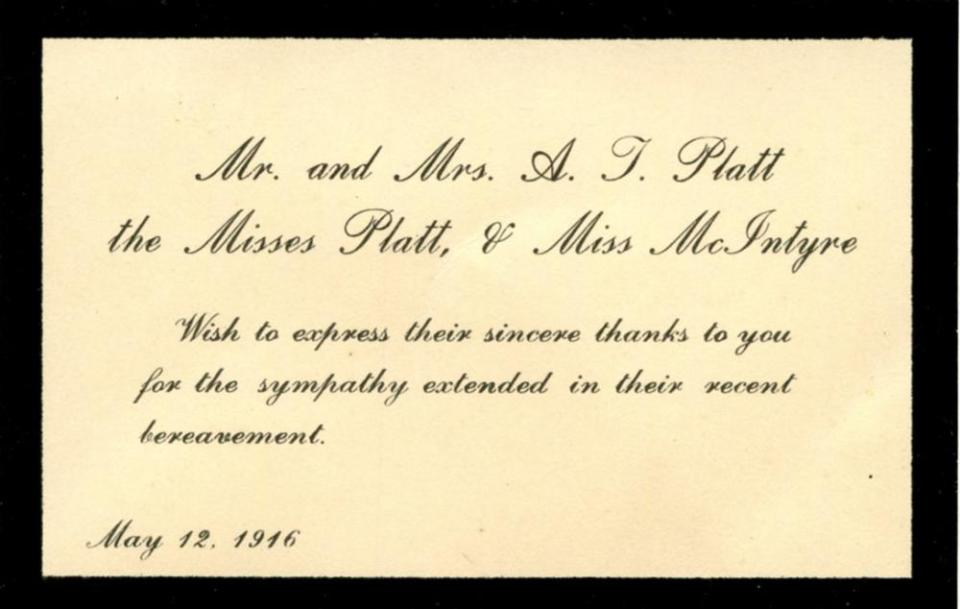 Mr. and Mrs. A. T. Platt
the Misses Platt, & Miss McIntyre
Wish to express their sincere thanks to you
for the sympathy extended in their recent
bereavement.
May 12, 1916